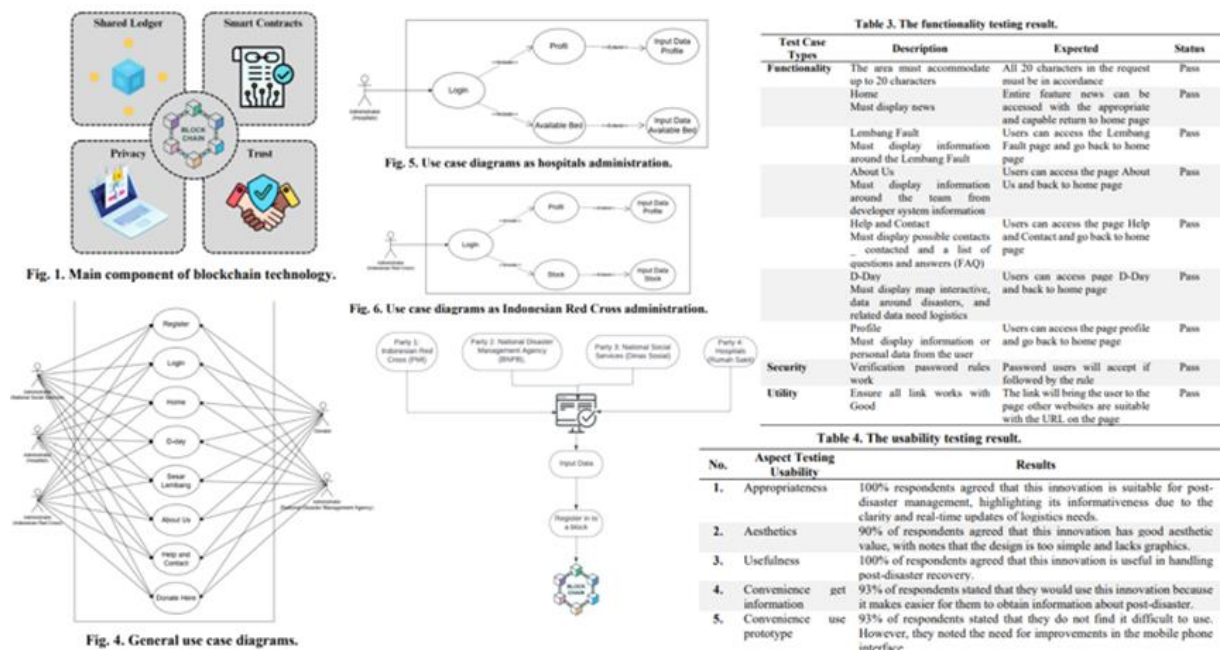 Shared Ledger
Smart Contracts
BLOCK
CHAIN
Privacy
Trust
Fig. 1. Main component of blockchain technology.
Register
Login
Home
D-day
Sesar
Lembang
About Us
Help and
Contact
Donate Here
Administrator
(National Social Services)
Administrator
(Hospitals)
Administrator
(Indonesian Red Cross)
Donator
Administrator
(National Disaster Management Agency)
Fig. 4. General use case diagrams.
Administrator
(Hospitals)
Login
Profil
Input Data
Profile
Available Bed
Input Data
Available Bed
Fig. 5. Use case diagrams as hospitals administration.
Administrator
(Indonesian Red Cross)
Login
Profil
Input Data
Profile
Stock
Input Data
Stock
Fig. 6. Use case diagrams as Indonesian Red Cross administration.
Party 1:
Indonesian Red
Cross (PMI)
Party 2: National Disaster
Management Agency
(BNPB)
Party 3: National Social
Services (Dinas Sosial)
Party 4:
Hospitals
(Rumah Sakit)
Input Data
Register in to
a block
BLOCK
CHAIN
Table 3. The functionality testing result.
Test Case
Types
Description
Expected
Status
Functionality
The area must accommodate
up to 20 characters
All 20 characters in the request
must be in accordance
Pass
Home
Must display news
Entire feature news can be
accessed with the appropriate
and capable return to home page
Pass
Lembang Fault
Must display information
around the Lembang Fault
Users can access the Lembang
Fault page and go back to home
page
Pass
About Us
Must display information
around the team from
developer system information
Users can access the page About
Us and back to home page
Pass
Help and Contact
Must display possible contacts
_ contacted and a list of
questions and answers (FAQ)
Users can access the page Help
and Contact and go back to home
page
Pass
D-Day
Must display map interactive,
data around disasters, and
related data need logistics
Users can access page D-Day
and back to home page
Pass
Profile
Must display information or
personal data from the user
Users can access the page profile
and go back to home page
Pass
Security
Verification password rules
work
Password users will accept if
followed by the rule
Pass
Utility
Ensure all link works with
Good
The link will bring the user to the
page other websites are suitable
with the URL on the page
Pass
Table 4. The usability testing result.
No.
Aspect Testing
Usability
Results
1.
Appropriateness
100% respondents agreed that this innovation is suitable for post-
disaster management, highlighting its informativeness due to the
clarity and real-time updates of logistics needs.
2.
Aesthetics
90% of respondents agreed that this innovation has good aesthetic
value, with notes that the design is too simple and lacks graphics.
3.
Usefulness
100% of respondents agreed that this innovation is useful in handling
post-disaster recovery.
4.
Convenience get
information
93% of respondents stated that they would use this innovation because
it makes easier for them to obtain information about post-disaster.
5.
Convenience use
prototype
93% of respondents stated that they do not find it difficult to use.
However, they noted the need for improvements in the mobile phone
interface